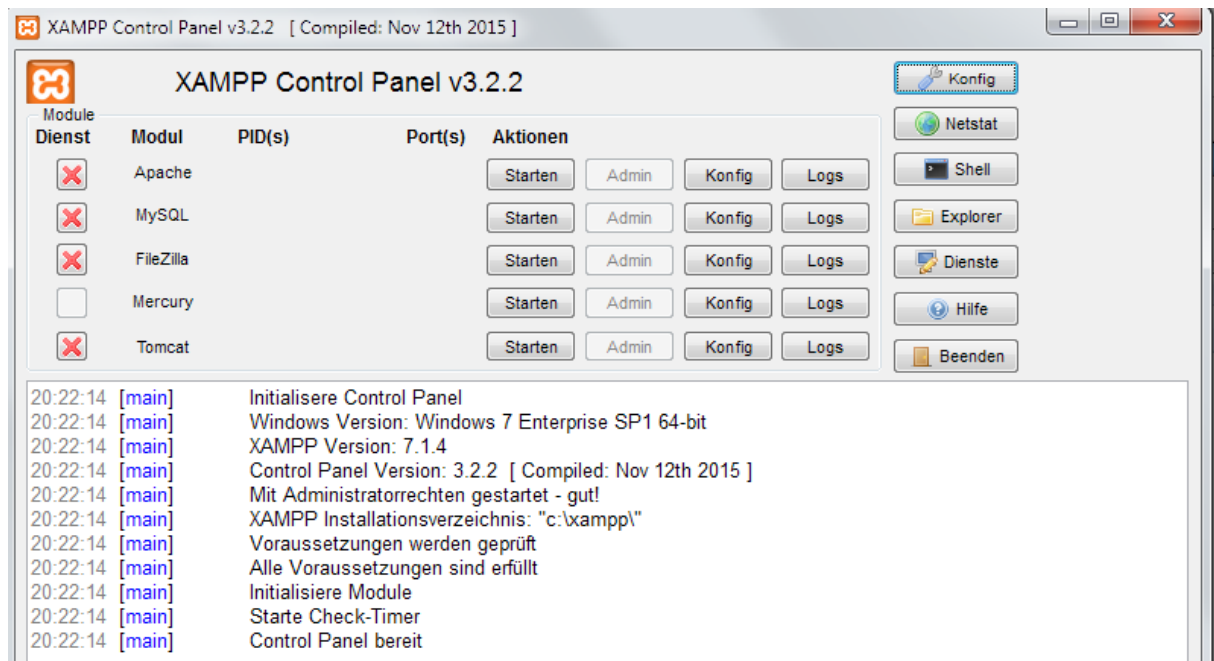 XAMPP Control Panel v3.2.2 [ Compiled: Nov 12th 2015 ]
XAMPP Control Panel v3.2.2
Konfig
Module
Dienst Modul PID(s) Port(s) Aktionen
Netstat
Apache Starten Admin Konfig Logs
Shell
MySQL Starten Admin Konfig Logs
Explorer
FileZilla Starten Admin Konfig Logs
Dienste
Mercury Starten Admin Konfig Logs
Hilfe
Tomcat Starten Admin Konfig Logs
Beenden
20:22:14 [main] Initialisere Control Panel
20:22:14 [main] Windows Version: Windows 7 Enterprise SP1 64-bit
20:22:14 [main] XAMPP Version: 7.1.4
20:22:14 [main] Control Panel Version: 3.2.2 [ Compiled: Nov 12th 2015 ]
20:22:14 [main] Mit Administratorrechten gestartet - gut!
20:22:14 [main] XAMPP Installationsverzeichnis: "c:\xampp\"
20:22:14 [main] Voraussetzungen werden geprüft
20:22:14 [main] Alle Voraussetzungen sind erfüllt
20:22:14 [main] Initialisiere Module
20:22:14 [main] Starte Check-Timer
20:22:14 [main] Control Panel bereit